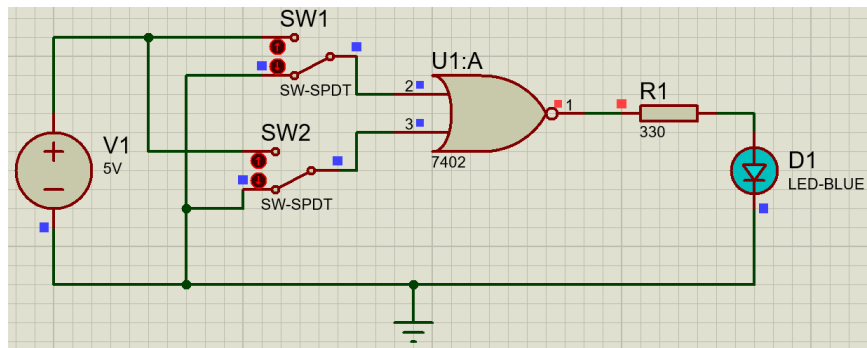 SW1
SW-SPDT
U1:A
2
3
1
7402
R1
330
V1
5V
SW2
SW-SPDT
D1
LED-BLUE